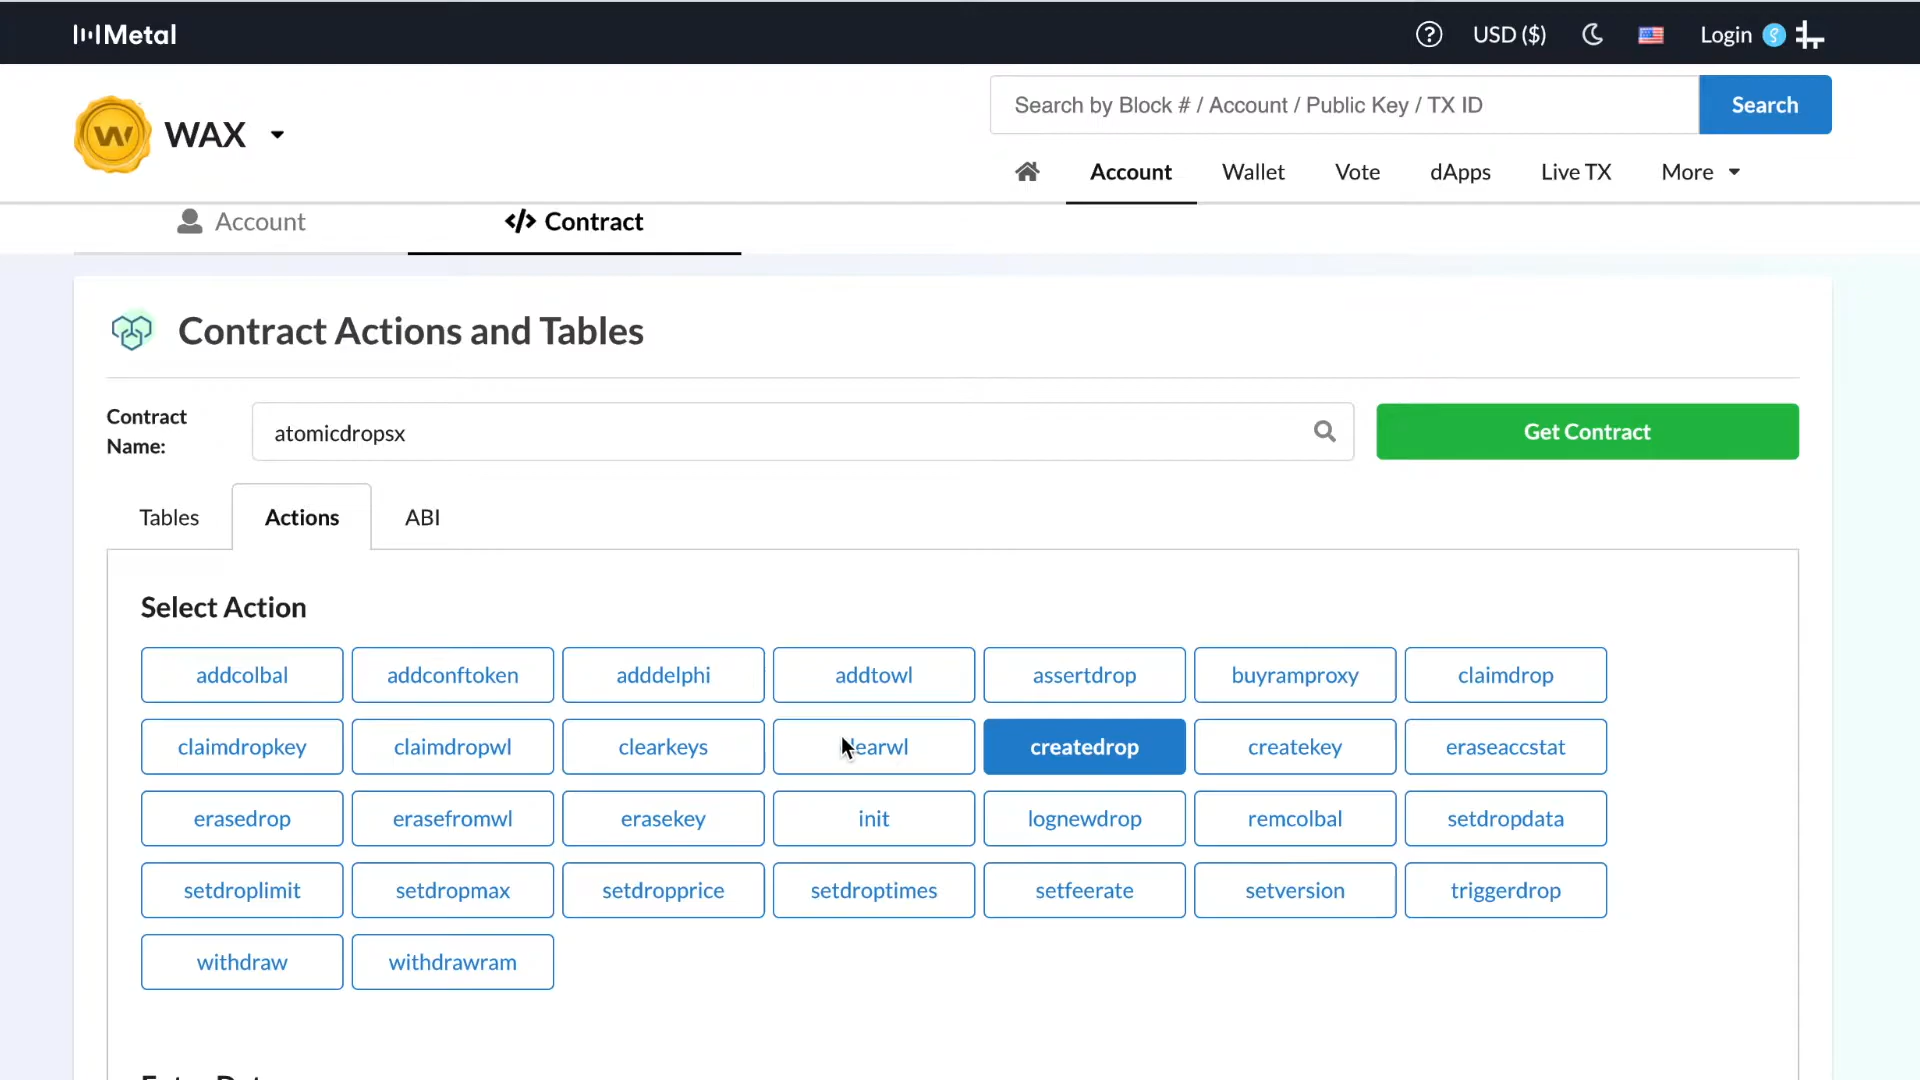 Metal
USD ($)
Login
WAX
Search by Block # / Account / Public Key / TX ID
Search
Account
Wallet
Vote
dApps
Live TX
More
Account
</> Contract
Contract Actions and Tables
Contract Name:
atomicdropsx
Get Contract
Tables
Actions
ABI
Select Action
addcolbal
addconftoken
adddelphi
addtowl
assertdrop
buyramproxy
claimdrop
claimdropkey
claimdropwl
clearkeys
createdrop
createkey
eraseaccstat
erasedrop
erasefromwl
erasekey
init
lognewdrop
remcolbal
setdropdata
setdroplimit
setdropmax
setdropprice
setdroptimes
setfeerate
setversion
triggerdrop
withdraw
withdrawram